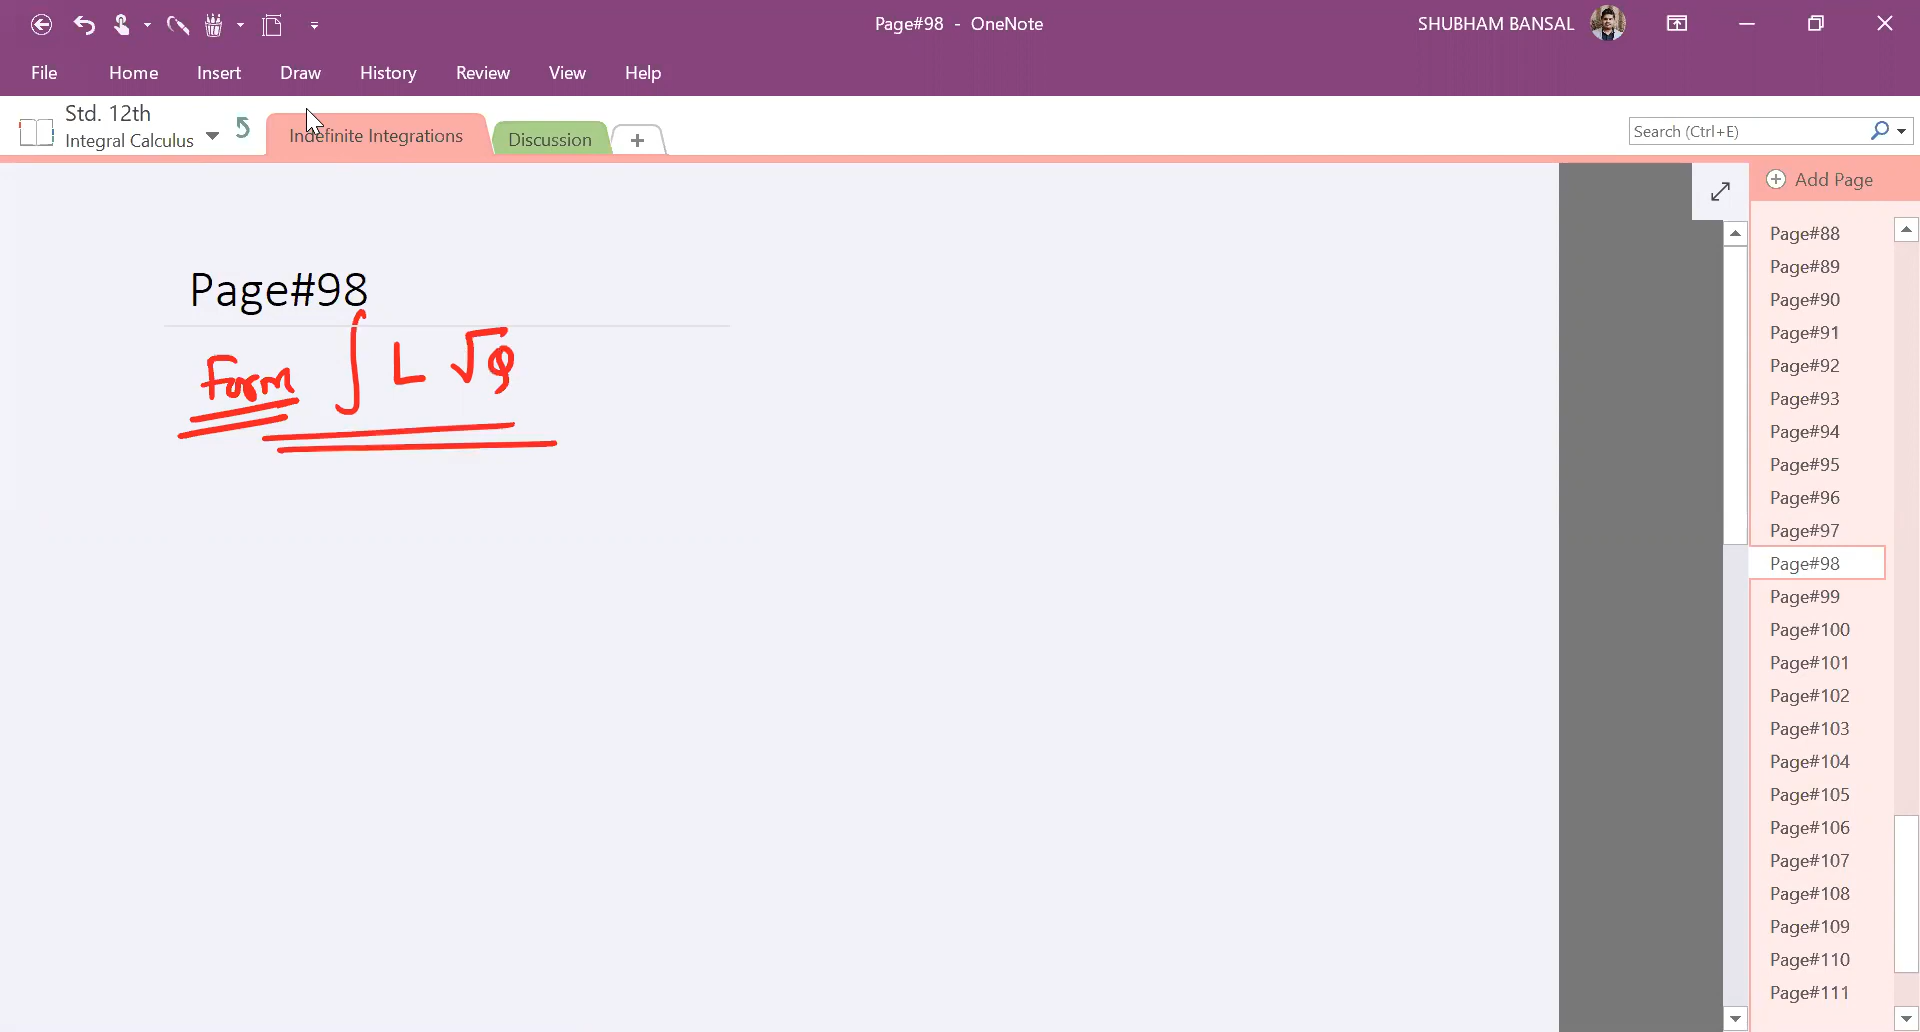 Page#98 - OneNote
SHUBHAM BANSAL
File Home Insert Draw History Review View Help
Std. 12th
Integral Calculus
Indefinite Integrations
Discussion
+
Search (Ctrl+E)
Add Page
Page#98
Form ∫ L √Q
Page#88
Page#89
Page#90
Page#91
Page#92
Page#93
Page#94
Page#95
Page#96
Page#97
Page#98
Page#99
Page#100
Page#101
Page#102
Page#103
Page#104
Page#105
Page#106
Page#107
Page#108
Page#109
Page#110
Page#111